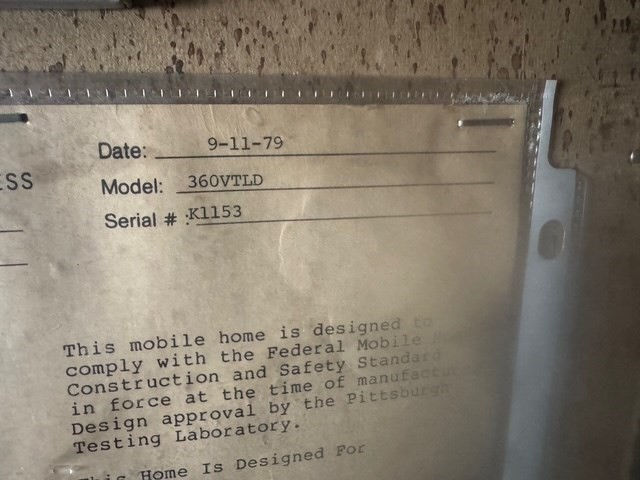 Date: 9-11-79
ESS
Model: 360VTLD
Serial #: K1153
This mobile home is designed to
comply with the Federal Mobile
Construction and Safety Standard
in force at the time of manufactu
Design approval by the Pittsburgh
Testing Laboratory.
This Home Is Designed For